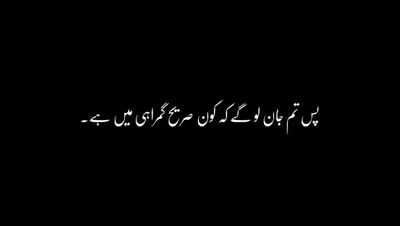 پس تم جان لو گے کہ کون صریح گمراہی میں ہے۔